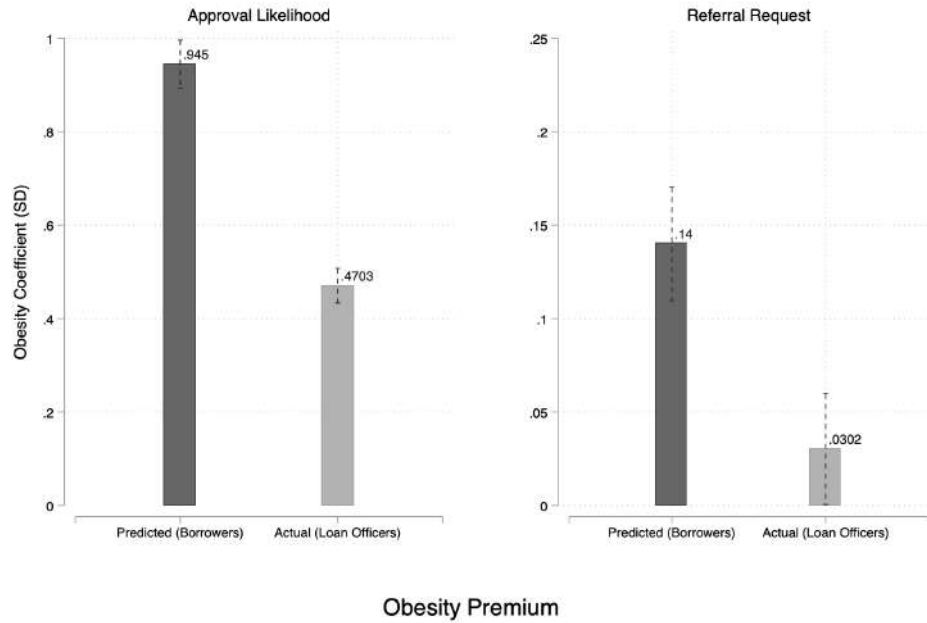 Approval Likelihood
Obesity Coefficient (SD)
1
.8
.6
.4
.2
0
.945
.4703
Predicted (Borrowers)
Actual (Loan Officers)
Referral Request
.25
.2
.15
.1
.05
0
.14
.0302
Predicted (Borrowers)
Actual (Loan Officers)
Obesity Premium